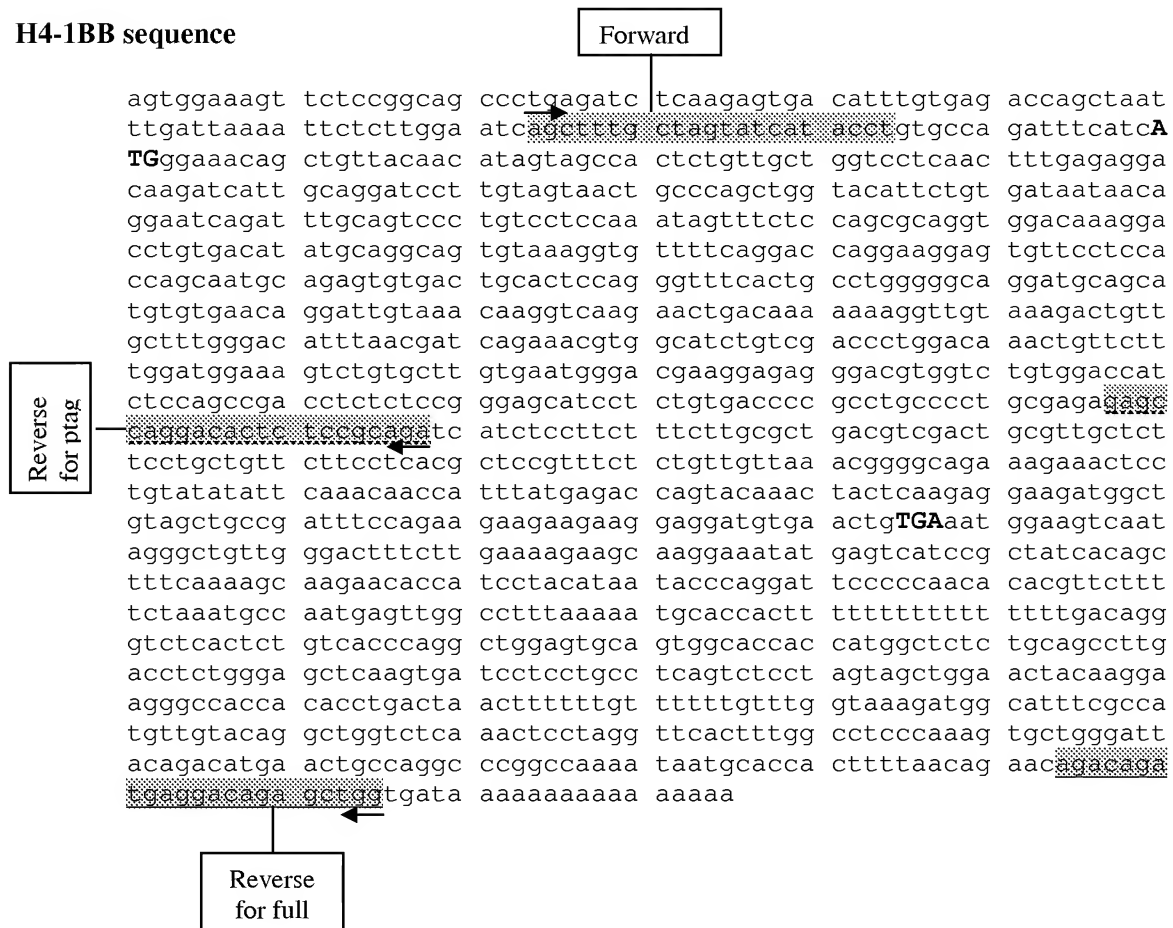 H4-1BB sequence
Forward
agtggaaagt tctccggcag ccctgagatc tcaagagtga catttgtgag accagctaat
ttgattaaaa ttctcttgga atcagctttg ctagtatcat acctgtgcca gatttcatcA
TGggaaacag ctgttacaac atagtagcca ctctgttgct ggtcctcaac tttgagagga
caagatcatt gcaggatcct tgtagtaact gcccagctgg tacattctgt gataataaca
ggaatcagat ttgcagtccc tgtcctccaa atagtttctc cagcgcaggt ggacaaagga
cctgtgacat atgcaggcag tgtaaaggtg ttttcaggac caggaaggag tgttcctcca
ccagcaatgc agagtgtgac tgcactccag ggtttcactg cctgggggca ggatgcagca
tgtgtgaaca ggattgtaaa caaggtcaag aactgacaaa aaaaggttgt aaagactgtt
gctttgggac atttaacgat cagaaacgtg gcatctgtcg accctggaca aactgttctt
tggatggaaa gtctgtgctt gtgaatggga cgaaggagag ggacgtggtc tgtggaccat
ctccagccga cctctctccg ggagcatcct ctgtgacccc gcctgcccct gcgagagagc
Reverse for ptag
caggacactc tccgcagatc atctccttct ttcttgcgct gacgtcgact gcgttgctct
tcctgctgtt cttcctcacg ctccgtttct ctgttgttaa acggggcaga aagaaactcc
tgtatatatt caaacaacca tttatgagac cagtacaaac tactcaagag gaagatggct
gtagctgccg atttccagaa gaagaagaag gaggatgtga actgTGAaat ggaagtcaat
agggctgttg ggactttctt gaaaagaagc aaggaaatat gagtcatccg ctatcacagc
tttcaaaagc aagaacacca tcctacataa tacccaggat tcccccaaca cacgttcttt
tctaaatgcc aatgagttgg cctttaaaaa tgcaccactt tttttttttt ttttgacagg
gtctcactct gtcacccagg ctggagtgca gtggcaccac catggctctc tgcagccttg
acctctggga gctcaagtga tcctcctgcc tcagtctcct agtagctgga actacaagga
agggccacca cacctgacta acttttttgt tttttgtttg gtaaagatgg catttcgcca
tgttgtacag gctggtctca aactcctagg ttcactttgg cctcccaaag tgctgggatt
acagacatga actgccaggc ccggccaaaa taatgcacca cttttaacag aacagacaga
tgaggacaga gctggtgata aaaaaaaaaa aaaaa
Reverse
for full